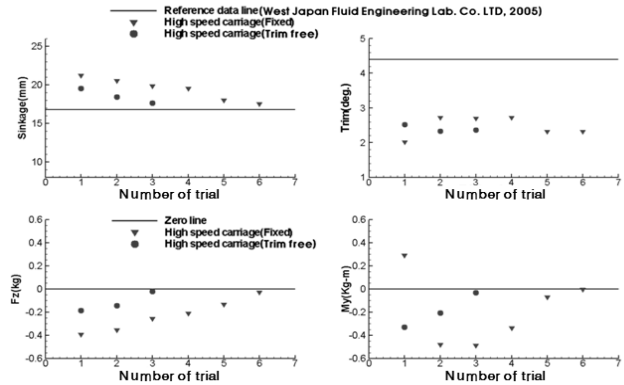 Reference data line(West Japan Fluid Engineering Lab. Co. LTD, 2005)
High speed carriage(Fixed)
High speed carriage(Trim free)
Sinkage(mm)
25
20
15
10
0 1 2 3 4 5 6 7
Number of trial
Trim(deg.)
5
4
3
2
1
0 1 2 3 4 5 6 7
Number of trial
Zero line
High speed carriage(Fixed)
High speed carriage(Trim free)
Fz(kg)
0.6
0.4
0.2
0
-0.2
-0.4
-0.6
0 1 2 3 4 5 6 7
Number of trial
My(Kg-m)
0.6
0.4
0.2
0
-0.2
-0.4
-0.6
0 1 2 3 4 5 6 7
Number of trial